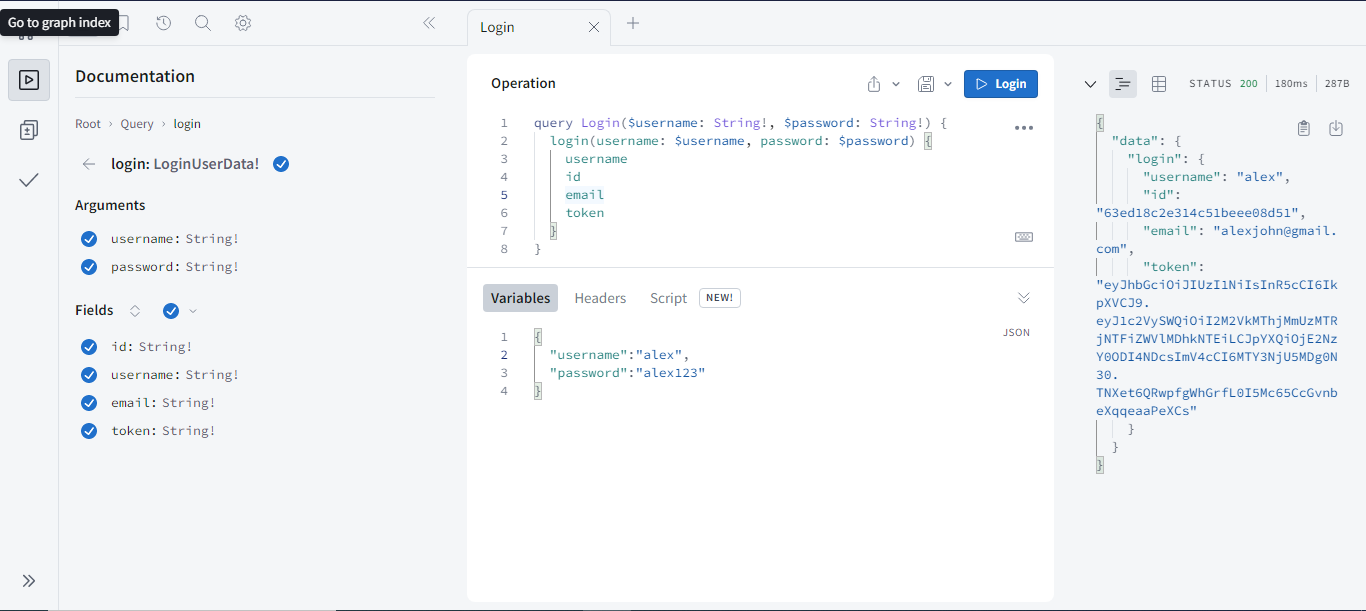 Go to graph index
Login
Documentation
Root › Query › login
login: LoginUserData!
Arguments
username: String!
password: String!
Fields
id: String!
username: String!
email: String!
token: String!
Operation
Login
1 query Login($username: String!, $password: String!) {
2 login(username: $username, password: $password) {
3 username
4 id
5 email
6 token
7 }
8 }
Variables Headers Script NEW!
JSON
1 {
2 "username":"alex",
3 "password":"alex123"
4 }
STATUS 200 180ms 287B
{
"data": {
"login": {
"username": "alex",
"id":
"63ed18c2e314c51beee08d51",
"email": "alexjohn@gmail.
com",
"token":
"eyJhbGciOiJIUzI1NiIsInR5cCI6Ik
pXVCJ9.
eyJ1c2VySWQiOiI2M2VkMThjMmUzMTR
jNTFiZWVlMDhkNTEiLCJpYXQiOjE2Nz
Y0ODI4NDcsImV4cCI6MTY3NjU5MDg0N
30.
TNXet6QRwpfgWhGrfL0I5Mc65CcGvnb
eXqqeaaPeXCs"
}
}
}